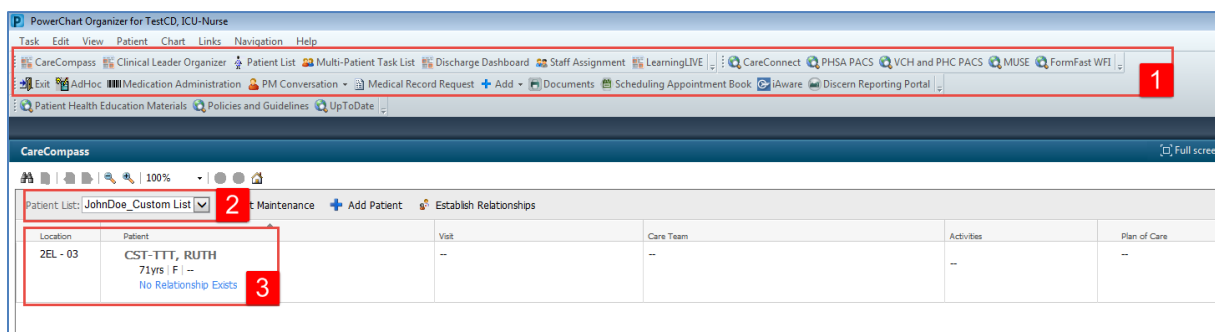 PowerChart Organizer for TestCD, ICU-Nurse
Task Edit View Patient Chart Links Navigation Help
CareCompass Clinical Leader Organizer Patient List Multi-Patient Task List Discharge Dashboard Staff Assignment LearningLIVE CareConnect PHSA PACS VCH and PHC PACS MUSE FormFast WFI
Exit AdHoc Medication Administration PM Conversation Medical Record Request Add Documents Scheduling Appointment Book iAware Discern Reporting Portal 1
Patient Health Education Materials Policies and Guidelines UpToDate
CareCompass Full scree
100%
Patient List: JohnDoe_Custom List 2 t Maintenance Add Patient Establish Relationships
Location Patient Visit Care Team Activities Plan of Care
2EL - 03 CST-TTT, RUTH -- -- -- --
71yrs | F | --
No Relationship Exists 3